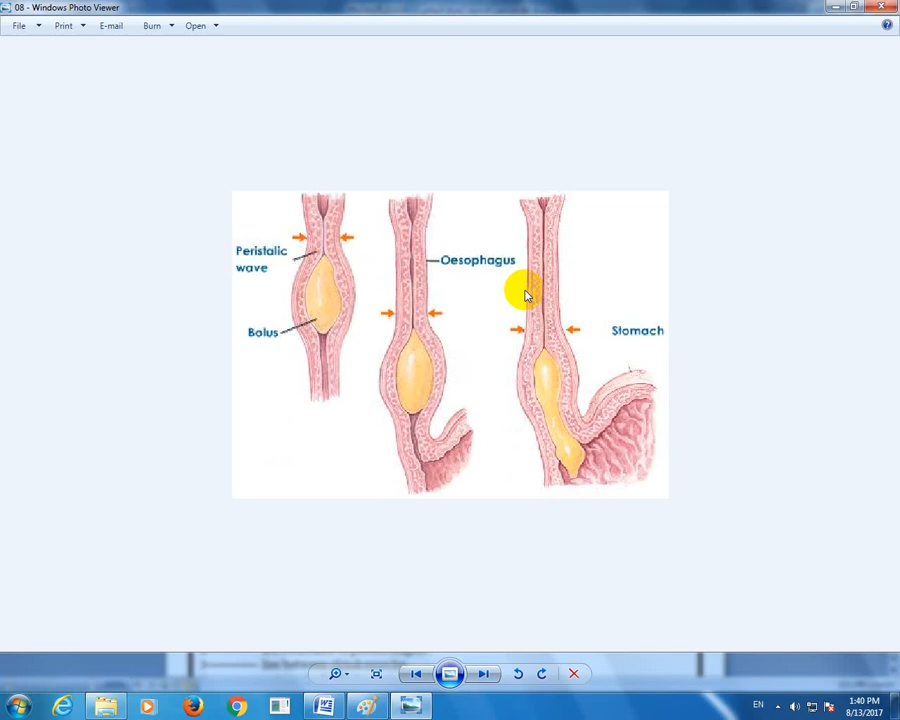 08 - Windows Photo Viewer
File Print E-mail Burn Open
Peristalic
wave
Oesophagus
Bolus
Stomach
EN 1:40 PM
8/13/2017